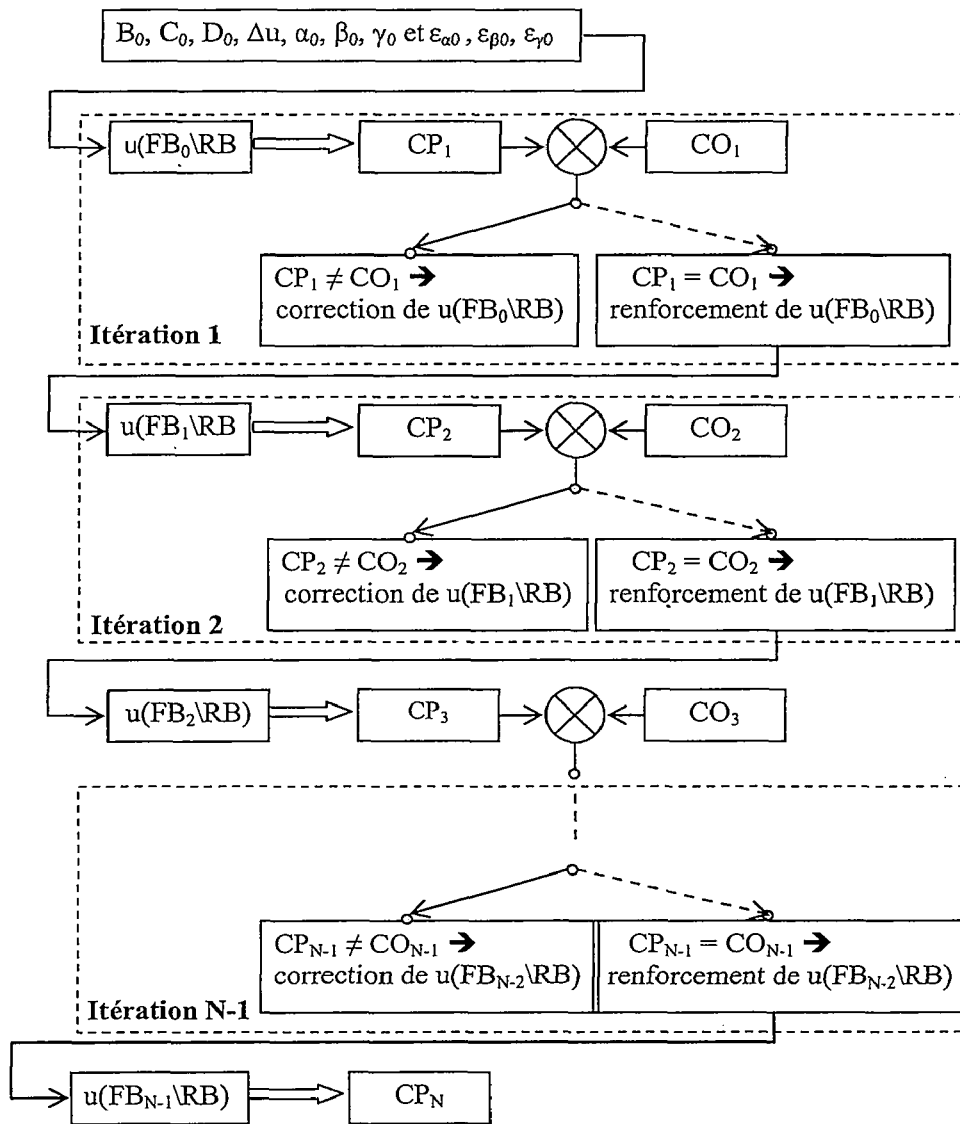 B₀, C₀, D₀, Δu, α₀, β₀, γ₀ et εα0 , εβ0, εγ0
u(FB₀\RB
CP₁
CO₁
CP₁ ≠ CO₁ ➔
correction de u(FB₀\RB)
CP₁ = CO₁ ➔
renforcement de u(FB₀\RB)
Itération 1
u(FB₁\RB
CP₂
CO₂
CP₂ ≠ CO₂ ➔
correction de u(FB₁\RB)
CP₂ = CO₂ ➔
renforcement de u(FB₁\RB)
Itération 2
u(FB₂\RB)
CP₃
CO₃
CP_N-1 ≠ CO_N-1 ➔
correction de u(FB_N-2\RB)
CP_N-1 = CO_N-1 ➔
renforcement de u(FB_N-2\RB)
Itération N-1
u(FB_N-1\RB)
CP_N